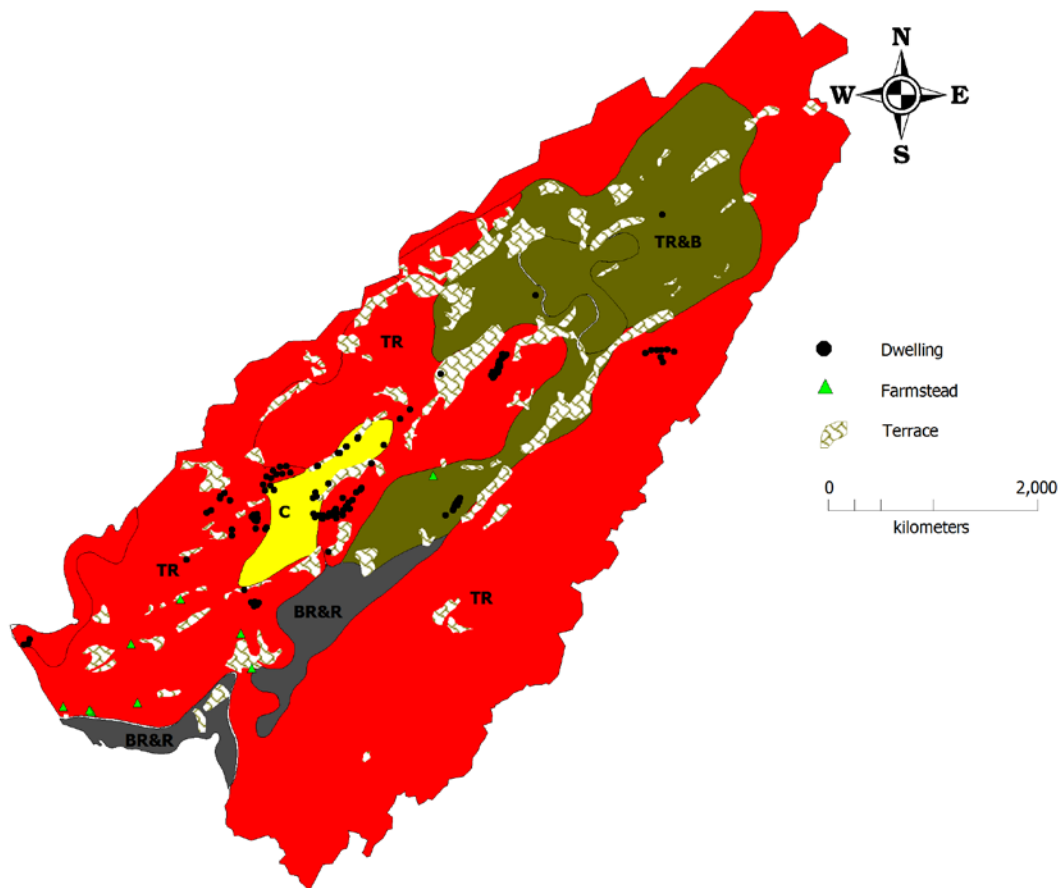 N
W E
S
TR&B
TR
Dwelling
Farmstead
Terrace
0 2,000
kilometers
C
TR
BR&R
TR
BR&R